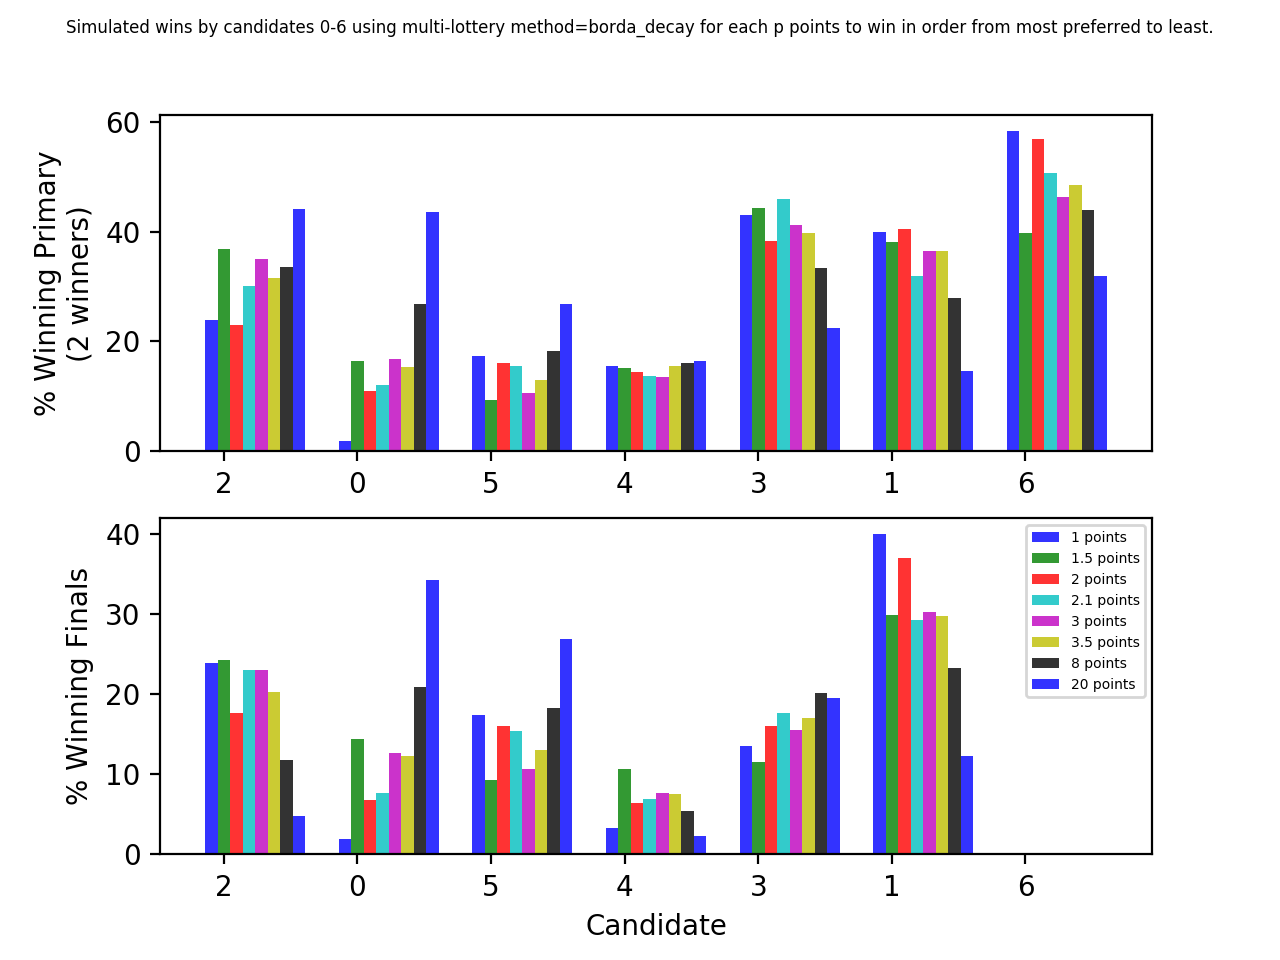 Simulated wins by candidates 0-6 using multi-lottery method=borda_decay for each p points to win in order from most preferred to least.
% Winning Primary
(2 winners)
60
40
20
0
2 0 5 4 3 1 6
% Winning Finals
40
30
20
10
0
1 points
1.5 points
2 points
2.1 points
3 points
3.5 points
8 points
20 points
2 0 5 4 3 1 6
Candidate